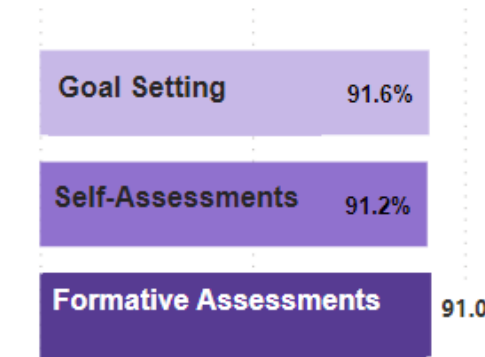 Goal Setting 91.6%
Self-Assessments 91.2%
Formative Assessments 91.0